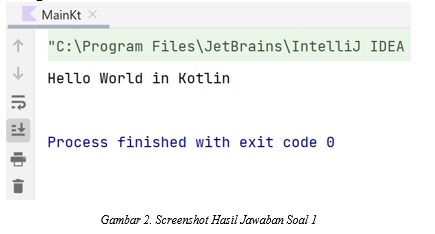 MainKt
"C:\Program Files\JetBrains\IntelliJ IDEA
Hello World in Kotlin
Process finished with exit code 0
Gambar 2. Screenshot Hasil Jawaban Soal 1